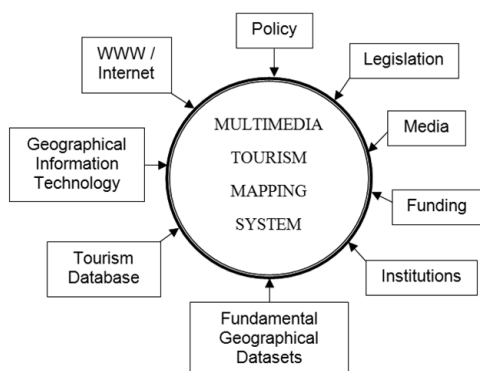 Policy
WWW /
Internet
Legislation
Media
MULTIMEDIA
TOURISM
MAPPING
SYSTEM
Geographical
Information
Technology
Funding
Tourism
Database
Institutions
Fundamental
Geographical
Datasets